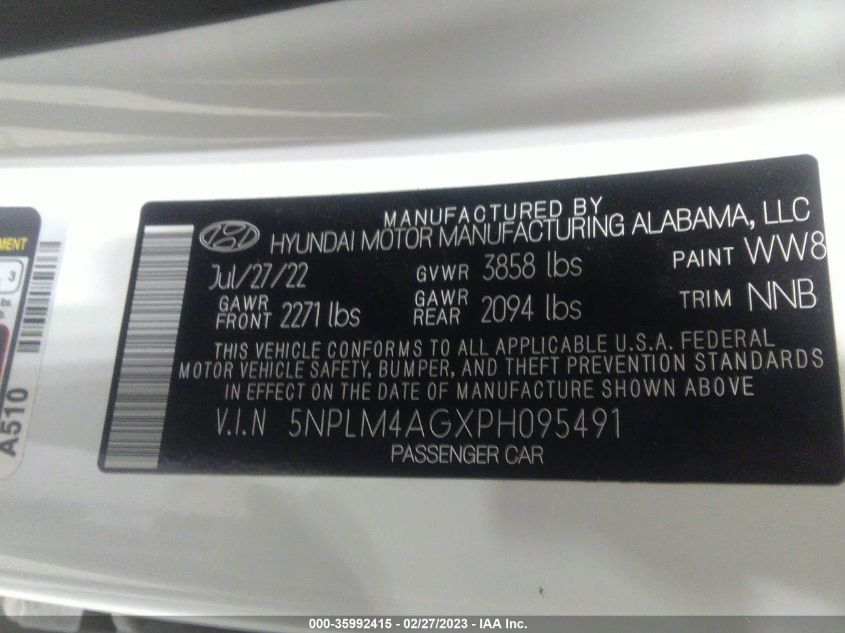 MANUFACTURED BY
HYUNDAI MOTOR MANUFACTURING ALABAMA, LLC
Jul/27/22 GVWR 3858 lbs PAINT WW8
GAWR FRONT 2271 lbs GAWR REAR 2094 lbs TRIM NNB
THIS VEHICLE CONFORMS TO ALL APPLICABLE U.S.A. FEDERAL
MOTOR VEHICLE SAFETY, BUMPER, AND THEFT PREVENTION STANDARDS
IN EFFECT ON THE DATE OF MANUFACTURE SHOWN ABOVE
V.I.N 5NPLM4AGXPH095491
PASSENGER CAR
3
A510
000-35992415 - 02/27/2023 - IAA Inc.